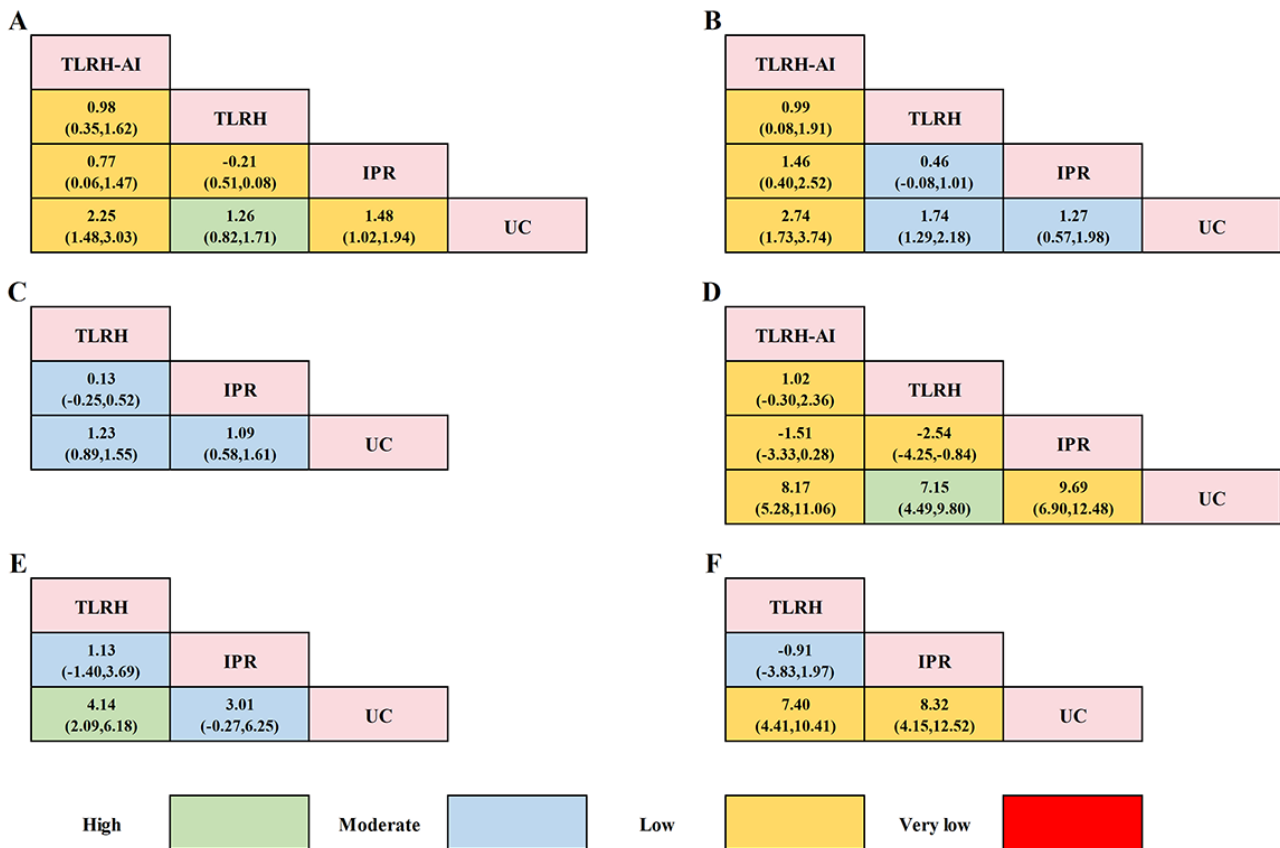 A
TLRH-AI
0.98
(0.35,1.62)
TLRH
0.77
(0.06,1.47)
-0.21
(0.51,0.08)
IPR
2.25
(1.48,3.03)
1.26
(0.82,1.71)
1.48
(1.02,1.94)
UC
B
TLRH-AI
0.99
(0.08,1.91)
TLRH
1.46
(0.40,2.52)
0.46
(-0.08,1.01)
IPR
2.74
(1.73,3.74)
1.74
(1.29,2.18)
1.27
(0.57,1.98)
UC
C
TLRH
0.13
(-0.25,0.52)
IPR
1.23
(0.89,1.55)
1.09
(0.58,1.61)
UC
D
TLRH-AI
1.02
(-0.30,2.36)
TLRH
-1.51
(-3.33,0.28)
-2.54
(-4.25,-0.84)
IPR
8.17
(5.28,11.06)
7.15
(4.49,9.80)
9.69
(6.90,12.48)
UC
E
TLRH
1.13
(-1.40,3.69)
IPR
4.14
(2.09,6.18)
3.01
(-0.27,6.25)
UC
F
TLRH
-0.91
(-3.83,1.97)
IPR
7.40
(4.41,10.41)
8.32
(4.15,12.52)
UC
High Moderate Low Very low